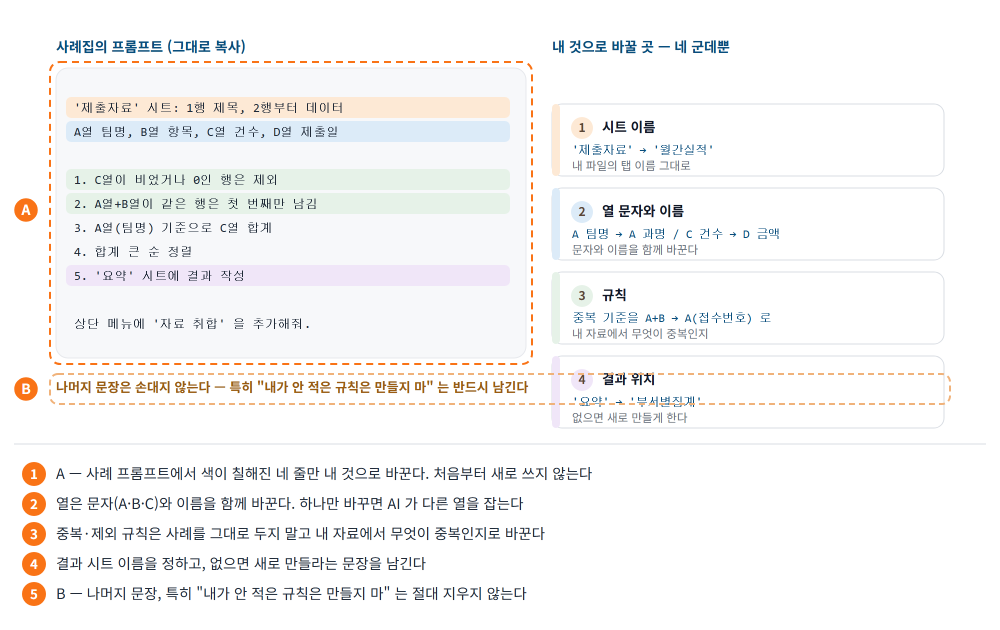 사례집의 프롬프트 (그대로 복사)
'제출자료' 시트: 1행 제목, 2행부터 데이터
A열 팀명, B열 항목, C열 건수, D열 제출일
1. C열이 비었거나 0인 행은 제외
2. A열+B열이 같은 행은 첫 번째만 남김
3. A열(팀명) 기준으로 C열 합계
4. 합계 큰 순 정렬
5. '요약' 시트에 결과 작성
상단 메뉴에 '자료 취합' 을 추가해줘.
A
내 것으로 바꿀 곳 — 네 군데뿐
1 시트 이름
'제출자료' → '월간실적'
내 파일의 탭 이름 그대로
2 열 문자와 이름
A 팀명 → A 과명 / C 건수 → D 금액
문자와 이름을 함께 바꾼다
3 규칙
중복 기준을 A+B → A(접수번호) 로
내 자료에서 무엇이 중복인지
4 결과 위치
'요약' → '부서별집계'
없으면 새로 만들게 한다
B 나머지 문장은 손대지 않는다 — 특히 "내가 안 적은 규칙은 만들지 마" 는 반드시 남긴다
1 A — 사례 프롬프트에서 색이 칠해진 네 줄만 내 것으로 바꾼다. 처음부터 새로 쓰지 않는다
2 열은 문자(A·B·C)와 이름을 함께 바꾼다. 하나만 바꾸면 AI 가 다른 열을 잡는다
3 중복·제외 규칙은 사례를 그대로 두지 말고 내 자료에서 무엇이 중복인지로 바꾼다
4 결과 시트 이름을 정하고, 없으면 새로 만들라는 문장을 남긴다
5 B — 나머지 문장, 특히 "내가 안 적은 규칙은 만들지 마" 는 절대 지우지 않는다